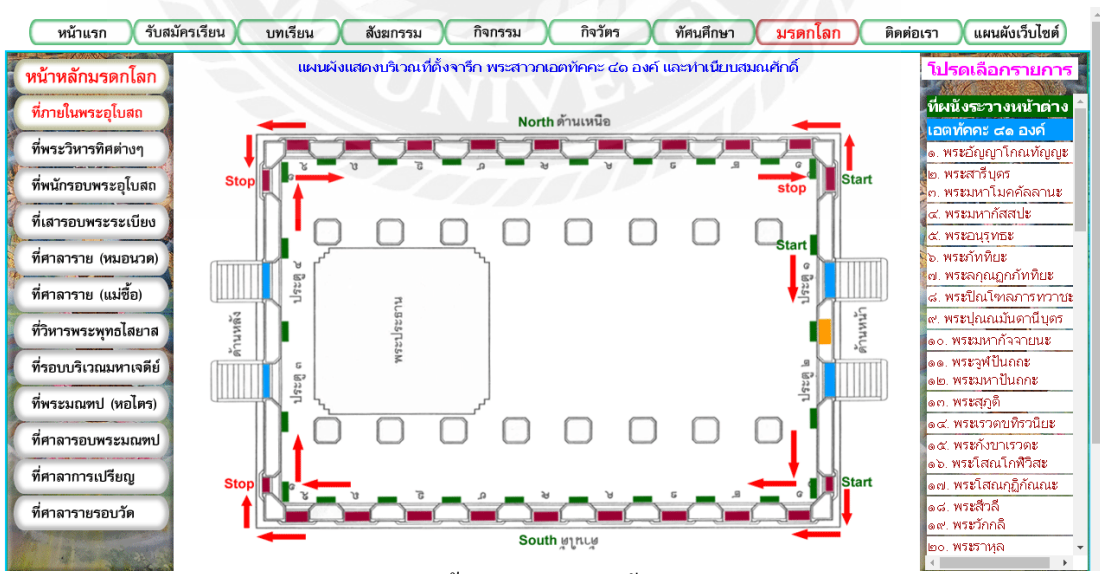 หน้าแรก
รับสมัครเรียน
บทเรียน
สังฆกรรม
กิจกรรม
กิจวัตร
ทัศนศึกษา
มรดกโลก
ติดต่อเรา
แผนผังเว็บไซต์
หน้าหลักมรดกโลก
ที่ภายในพระอุโบสถ
ที่พระวิหารทิศต่างๆ
ที่พนักรอบพระอุโบสถ
ที่เสารอบพระระเบียง
ที่ศาลาราย (หมอนวด)
ที่ศาลาราย (แม่ซื้อ)
ที่วิหารพระพุทธไสยาส
ที่รอบบริเวณมหาเจดีย์
ที่พระมณฑป (หอไตร)
ที่ศาลารอบพระมณฑป
ที่ศาลาการเปรียญ
ที่ศาลารายรอบวัด
แผนผังแสดงบริเวณที่ตั้งจารึก พระสาวกเอตทัคคะ ๔๑ องค์ และทำเนียบสมณศักดิ์
North ด้านเหนือ
Stop
stop
Start
Start
ประตู ๔
ประตู ๑
พระประธาน
ด้านหลัง
ด้านหน้า
ประตู ๓
ประตู ๒
Stop
Start
South ด้านใต้
โปรดเลือกรายการ
ที่ผนังระวางหน้าต่าง
เอตทัคคะ ๔๑ องค์
๑. พระอัญญาโกณทัญญะ
๒. พระสารีบุตร
๓. พระมหาโมคคัลลานะ
๔. พระมหากัสสปะ
๕. พระอนุรุทธะ
๖. พระภัททิยะ
๗. พระลกุณฏกภัททิยะ
๘. พระปิณโฑลภารทวาชะ
๙. พระปุณณมันตานีบุตร
๑๐. พระมหากัจจายนะ
๑๑. พระจูฬปันถกะ
๑๒. พระมหาปันถกะ
๑๓. พระสุภูติ
๑๔. พระเรวตขทิรวนิยะ
๑๕. พระกังขาเรวตะ
๑๖. พระโสณโกฬิวิสะ
๑๗. พระโสณกุฏิกัณณะ
๑๘. พระสีวลี
๑๙. พระวักกลิ
๒๐. พระราหุล